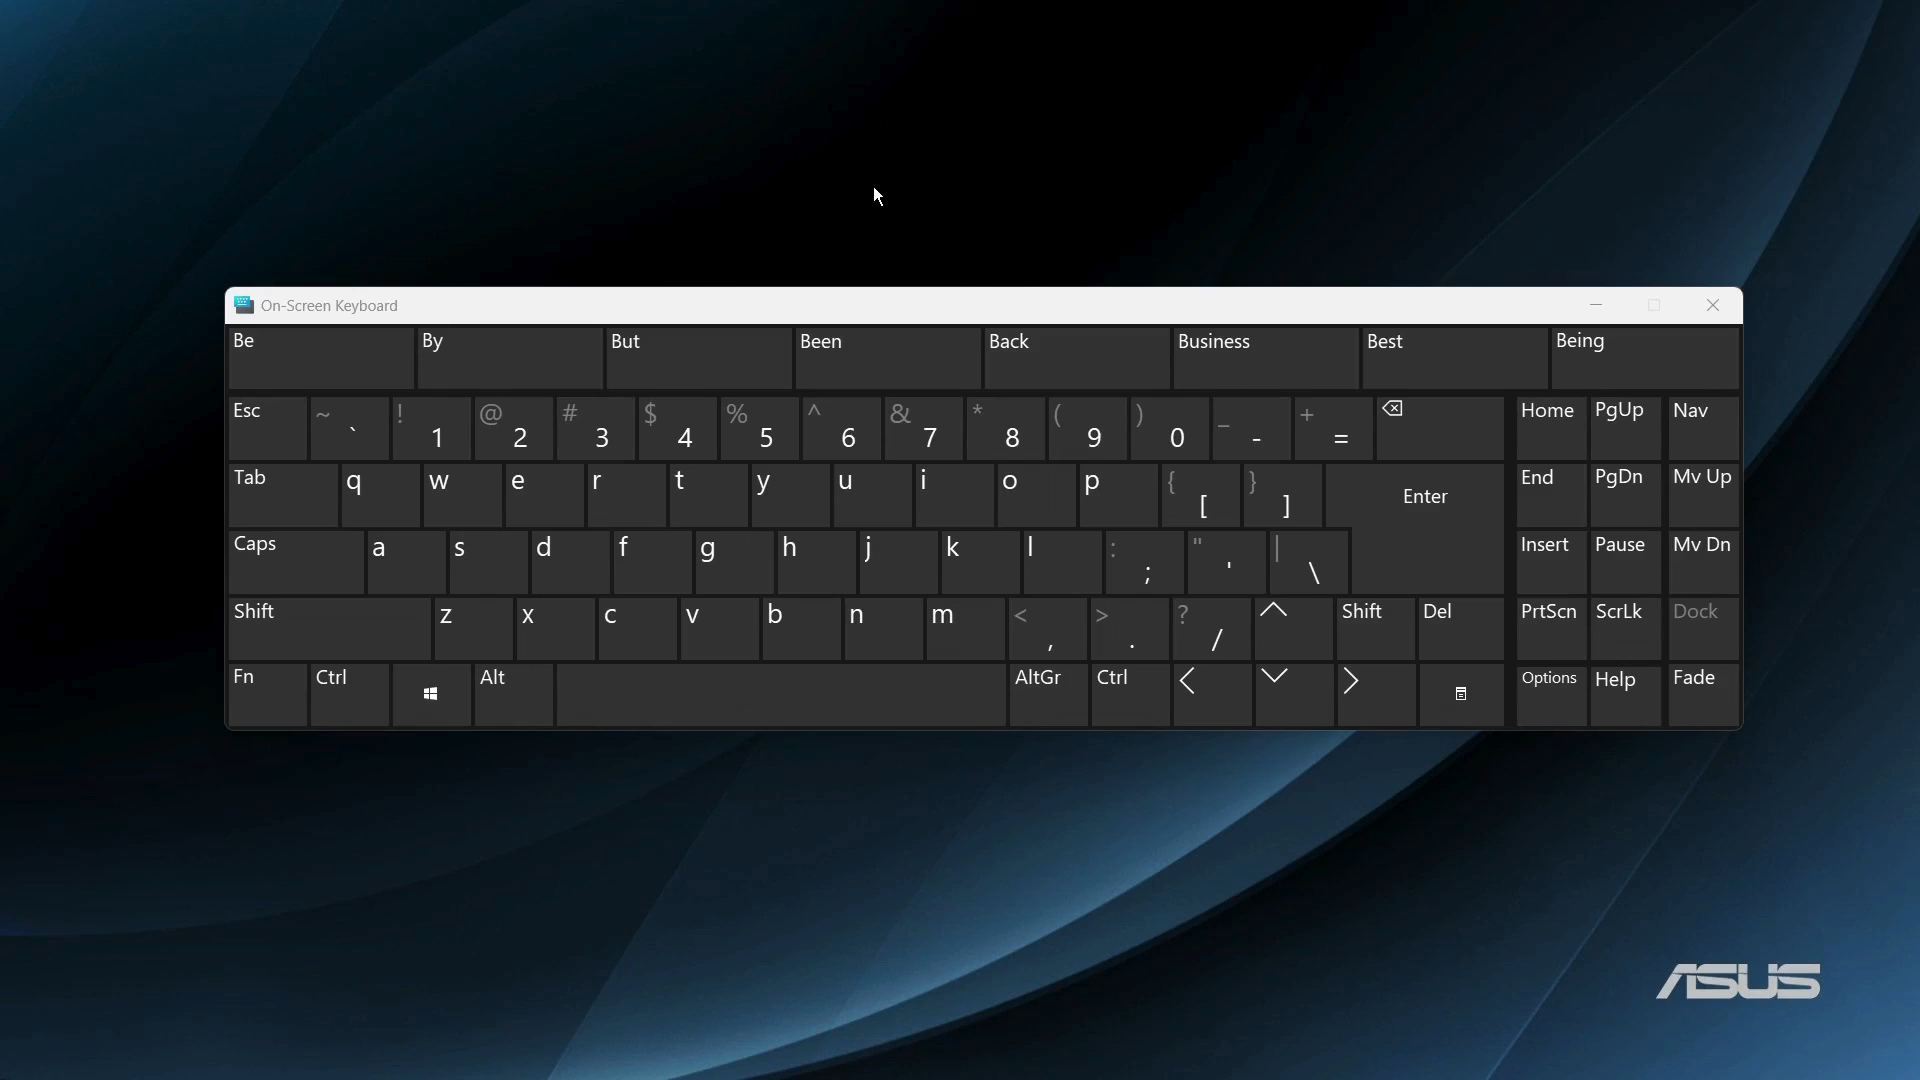 On-Screen Keyboard
Be By But Been Back Business Best Being
Esc ~ ` ! 1 @ 2 # 3 $ 4 % 5 ^ 6 & 7 * 8 ( 9 ) 0 _ - + = Home PgUp Nav
Tab q w e r t y u i o p { [ } ] Enter End PgDn Mv Up
Caps a s d f g h j k l : ; " ' | \ Insert Pause Mv Dn
Shift z x c v b n m < , > . ? / Shift Del PrtScn ScrLk Dock
Fn Ctrl Alt AltGr Ctrl Options Help Fade
ASUS